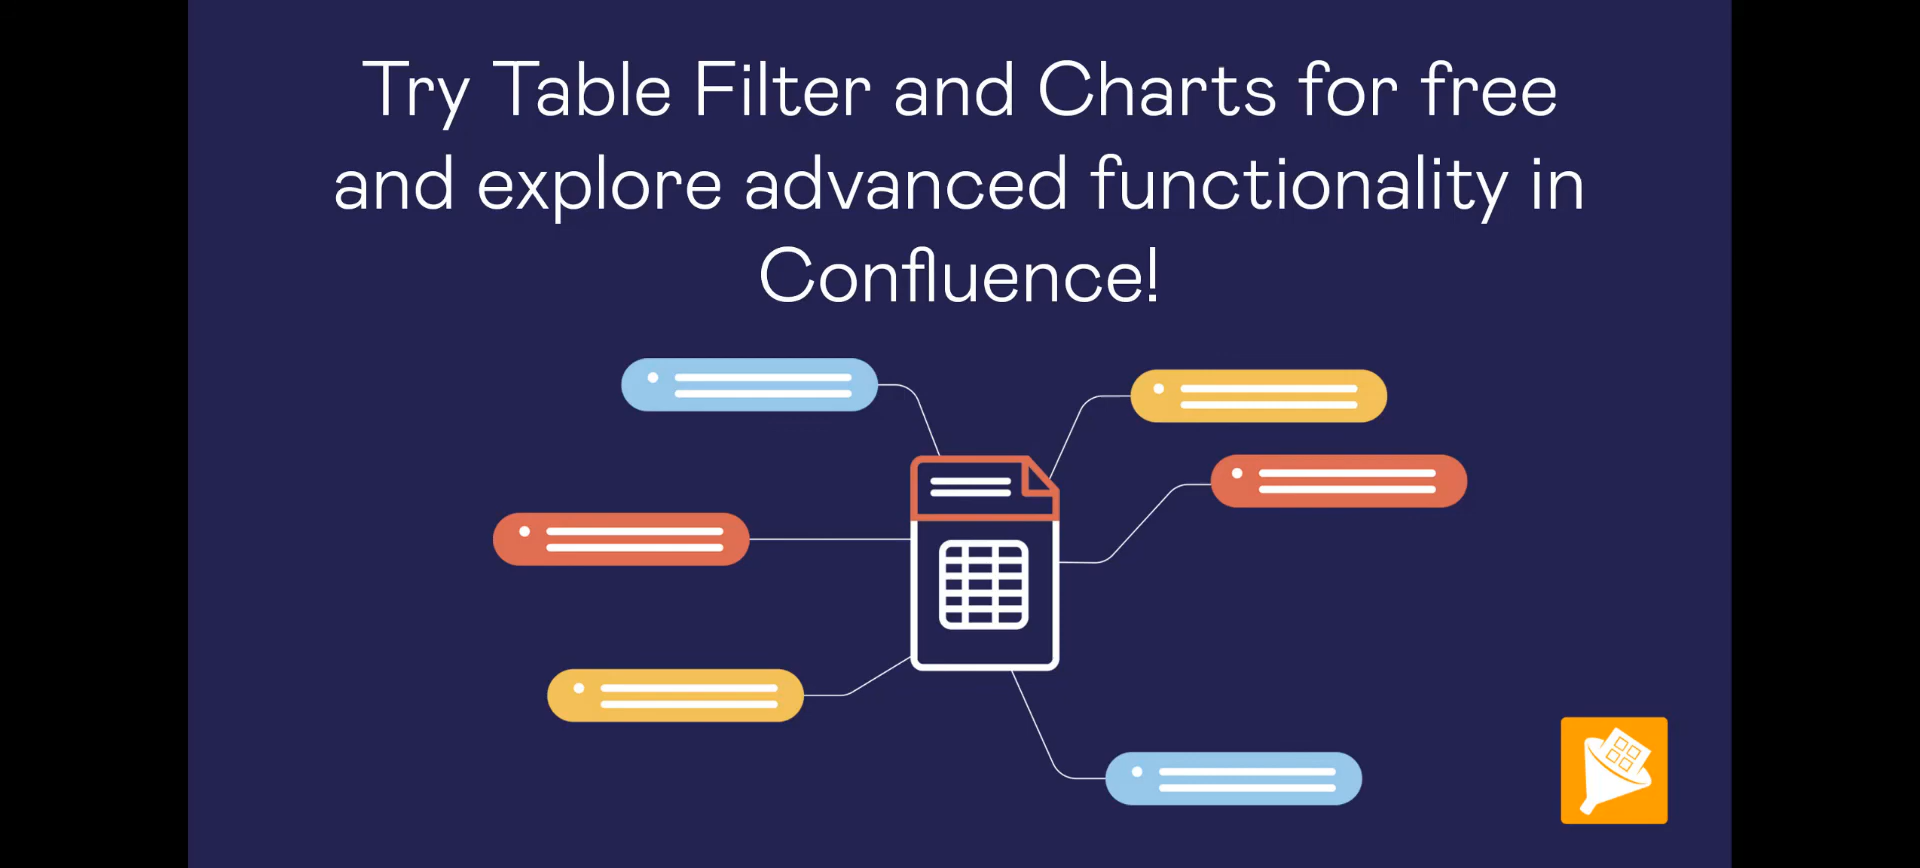 Try Table Filter and Charts for free
and explore advanced functionality in
Confluence!